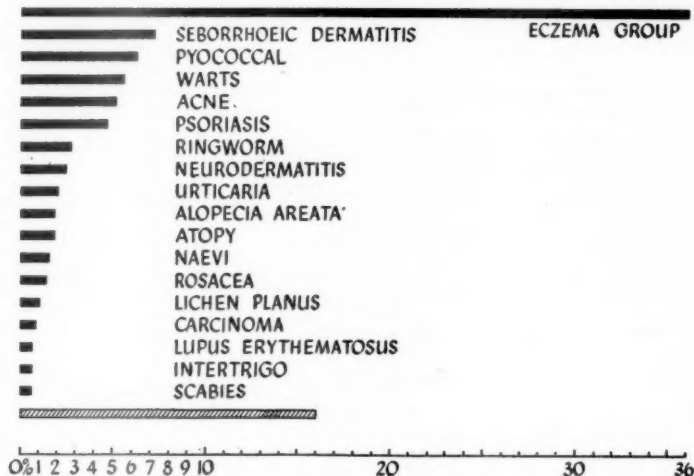 ECZEMA GROUP
SEBORRHOEIC DERMATITIS
PYOCOCCAL
WARTS
ACNE.
PSORIASIS
RINGWORM
NEURODERMATITIS
URTICARIA
ALOPECIA AREATA
ATOPY
NAEVI
ROSACEA
LICHEN PLANUS
CARCINOMA
LUPUS ERYTHEMATOSUS
INTERTRIGO
SCABIES
0% 1 2 3 4 5 6 7 8 9 10 20 30 36